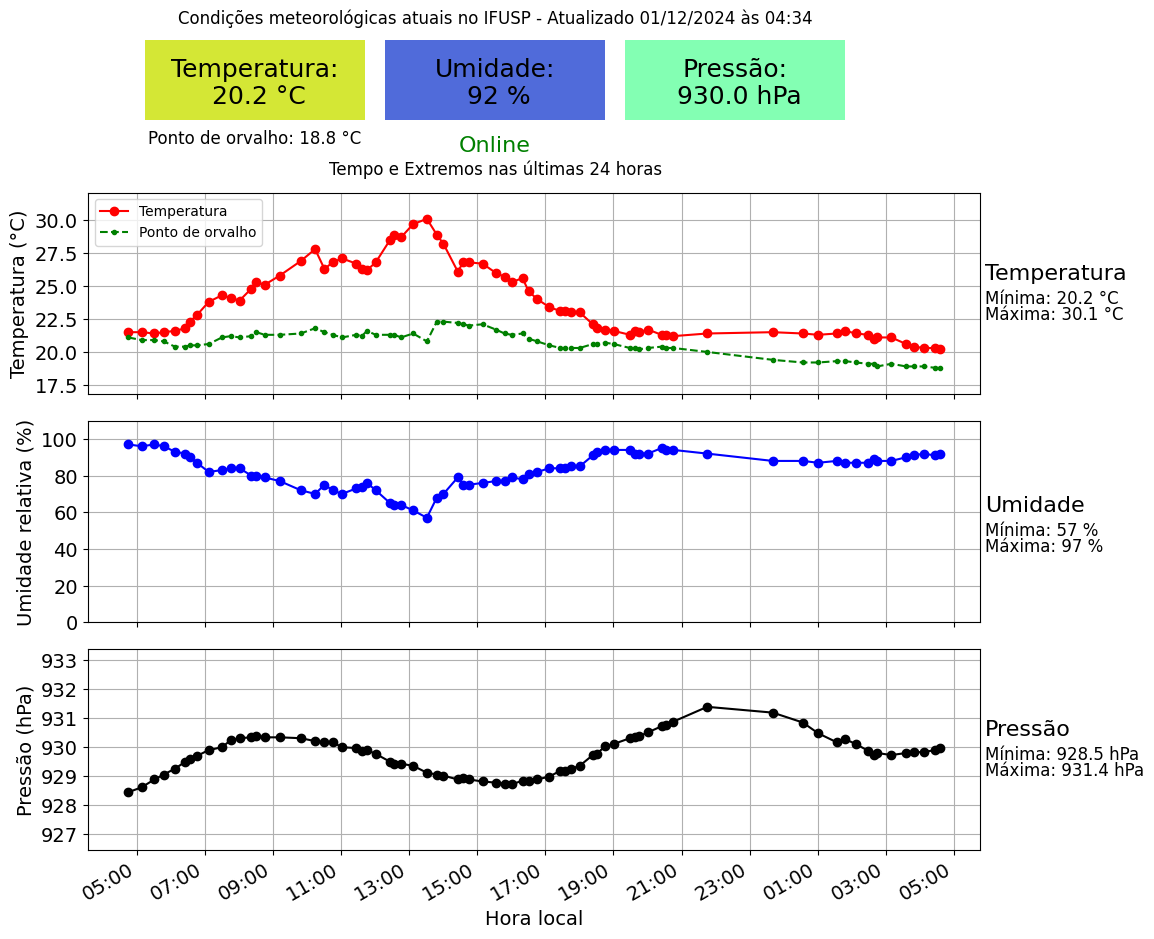 Condições meteorológicas atuais no IFUSP - Atualizado 01/12/2024 às 04:34
Temperatura:
20.2 °C
Umidade:
92 %
Pressão:
930.0 hPa
Ponto de orvalho: 18.8 °C
Online
Tempo e Extremos nas últimas 24 horas
Temperatura (°C)
30.0
27.5
25.0
22.5
20.0
17.5
Temperatura
Ponto de orvalho
Temperatura
Mínima: 20.2 °C
Máxima: 30.1 °C
Umidade relativa (%)
100
80
60
40
20
0
Umidade
Mínima: 57 %
Máxima: 97 %
Pressão (hPa)
933
932
931
930
929
928
927
Pressão
Mínima: 928.5 hPa
Máxima: 931.4 hPa
05:00
07:00
09:00
11:00
13:00
15:00
17:00
19:00
21:00
23:00
01:00
03:00
05:00
Hora local